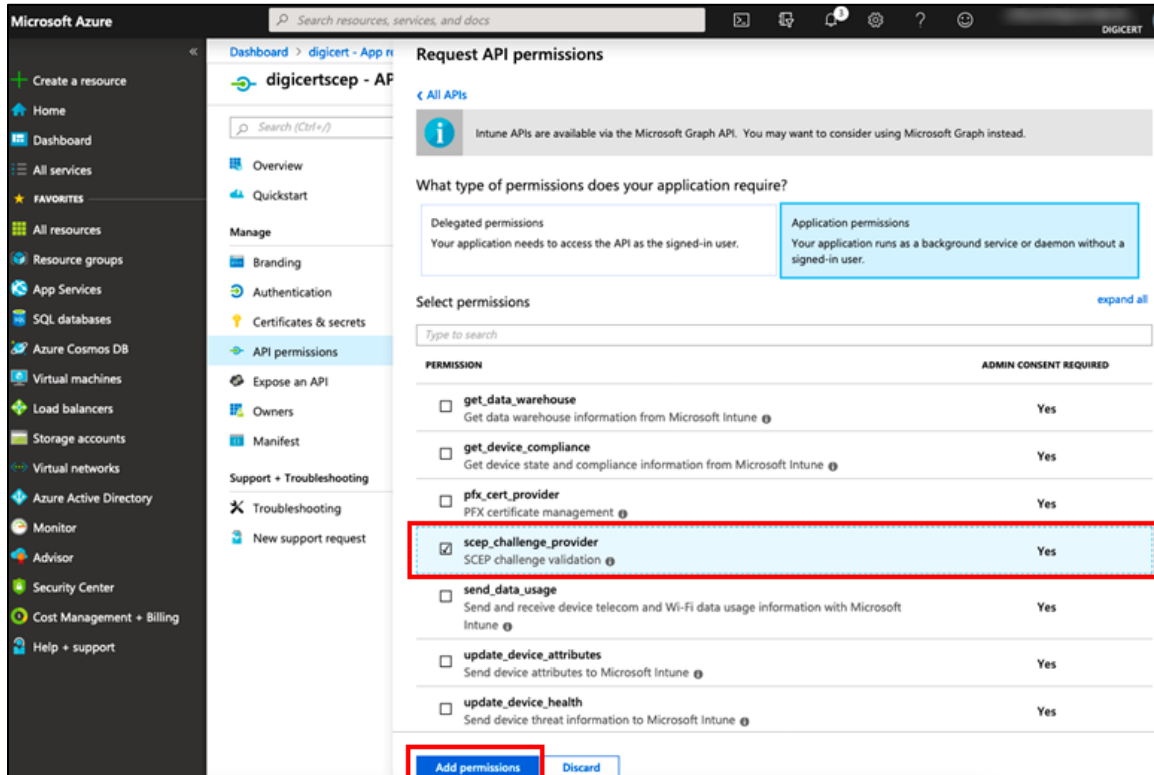 Microsoft Azure
Search resources, services, and docs
3
DIGICERT
«
Create a resource
Home
Dashboard
All services
FAVORITES
All resources
Resource groups
App Services
SQL databases
Azure Cosmos DB
Virtual machines
Load balancers
Storage accounts
Virtual networks
Azure Active Directory
Monitor
Advisor
Security Center
Cost Management + Billing
Help + support
Dashboard > digicert - App re
digicertscep - AP
Search (Ctrl+/)
Overview
Quickstart
Manage
Branding
Authentication
Certificates & secrets
API permissions
Expose an API
Owners
Manifest
Support + Troubleshooting
Troubleshooting
New support request
Request API permissions
All APIs
Intune APIs are available via the Microsoft Graph API. You may want to consider using Microsoft Graph instead.
What type of permissions does your application require?
Delegated permissions
Your application needs to access the API as the signed-in user.
Application permissions
Your application runs as a background service or daemon without a
signed-in user.
Select permissions
expand all
Type to search
PERMISSION ADMIN CONSENT REQUIRED
get_data_warehouse
Get data warehouse information from Microsoft Intune
Yes
get_device_compliance
Get device state and compliance information from Microsoft Intune
Yes
pfx_cert_provider
PFX certificate management
Yes
scep_challenge_provider
SCEP challenge validation
Yes
send_data_usage
Send and receive device telecom and Wi-Fi data usage information with Microsoft
Intune
Yes
update_device_attributes
Send device attributes to Microsoft Intune
Yes
update_device_health
Send device threat information to Microsoft Intune
Yes
Add permissions
Discard